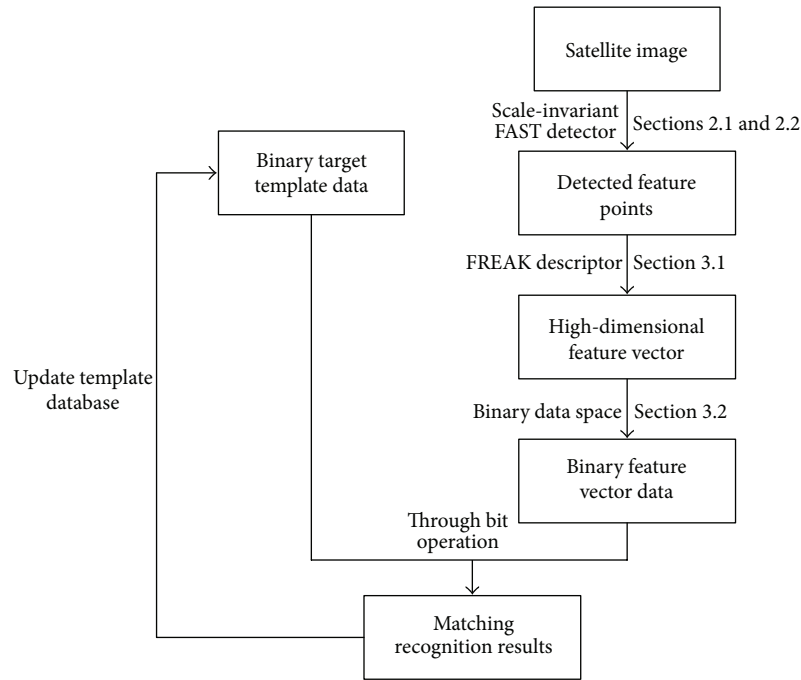 Satellite image
Scale-invariant
FAST detector
Sections 2.1 and 2.2
Binary target
template data
Detected feature
points
FREAK descriptor
Section 3.1
High-dimensional
feature vector
Update template
database
Binary data space
Section 3.2
Binary feature
vector data
Through bit
operation
Matching
recognition results